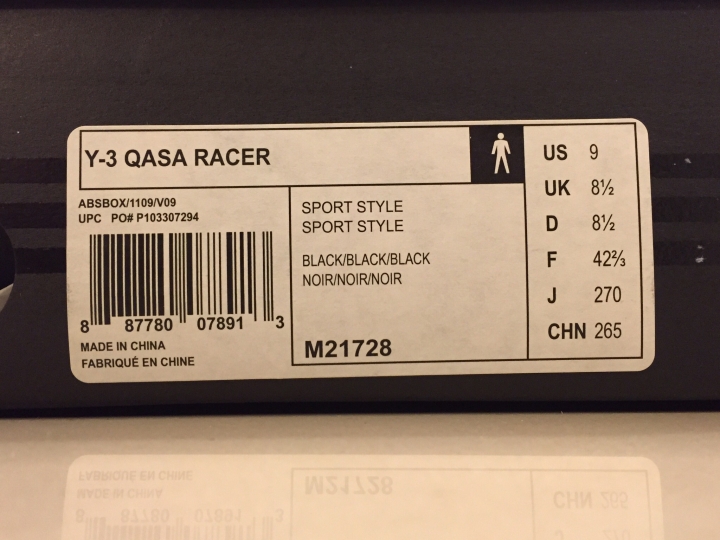 Y-3 QASA RACER
ABSBOX/1109/V09
UPC PO# P103307294
8 87780 07891 3
MADE IN CHINA
FABRIQUÉ EN CHINE
SPORT STYLE
SPORT STYLE
BLACK/BLACK/BLACK
NOIR/NOIR/NOIR
M21728
US 9
UK 8½
D 8½
F 42⅔
J 270
CHN 265